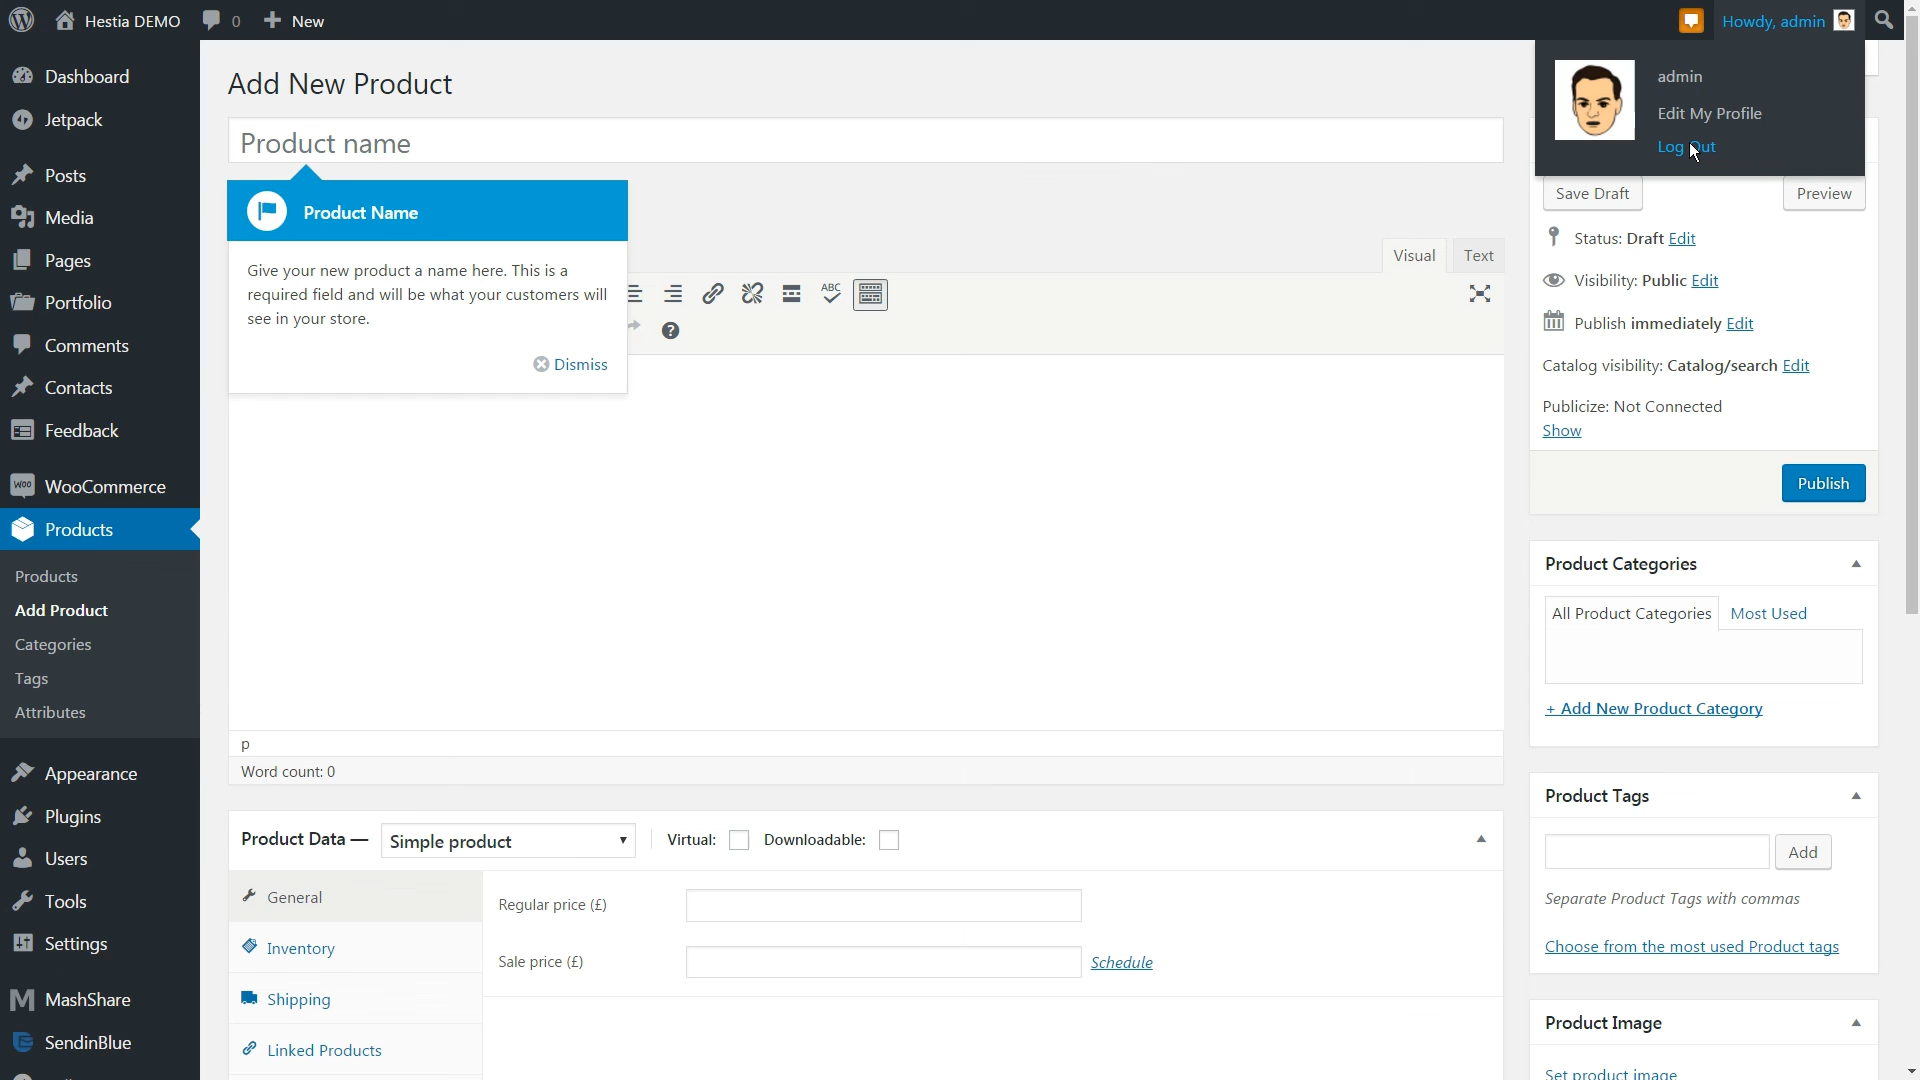 Hestia DEMO 0 New Howdy, admin
Dashboard
Jetpack
Posts
Media
Pages
Portfolio
Comments
Contacts
Feedback
WOO WooCommerce
Products
Products
Add Product
Categories
Tags
Attributes
Appearance
Plugins
Users
Tools
Settings
MashShare
SendinBlue
Add New Product
Product name
Product Name
Give your new product a name here. This is a
required field and will be what your customers will
see in your store.
Dismiss
Visual Text
ABC
p
Word count: 0
Product Data — Simple product Virtual: Downloadable:
General
Inventory
Shipping
Linked Products
Regular price (£)
Sale price (£) Schedule
admin
Edit My Profile
Log Out
Save Draft Preview
Status: Draft Edit
Visibility: Public Edit
Publish immediately Edit
Catalog visibility: Catalog/search Edit
Publicize: Not Connected
Show
Publish
Product Categories
All Product Categories Most Used
+ Add New Product Category
Product Tags
Add
Separate Product Tags with commas
Choose from the most used Product tags
Product Image
Set product image